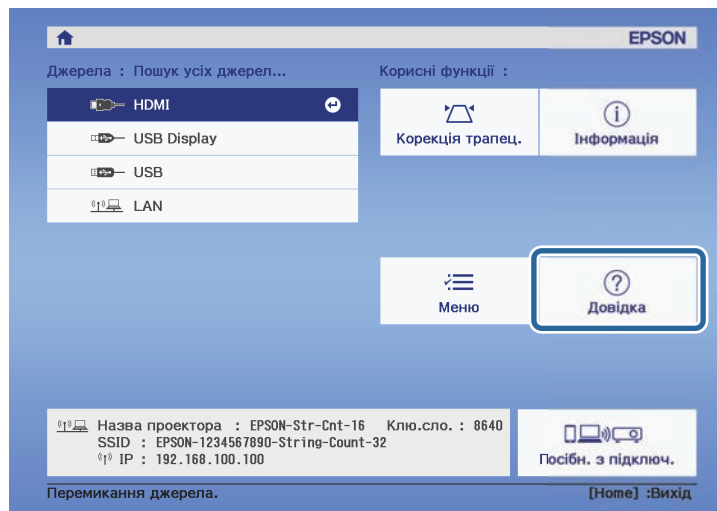 EPSON
Джерела : Пошук усіх джерел...
HDMI
USB Display
USB
LAN
Корисні функції :
Корекція трапец.
Інформація
Меню
Довідка
Назва проектора : EPSON-Str-Cnt-16 Клю.сло. : 8640
SSID : EPSON-1234567890-String-Count-32
IP : 192.168.100.100
Посібн. з підключ.
Перемикання джерела.
[Home] :Вихід